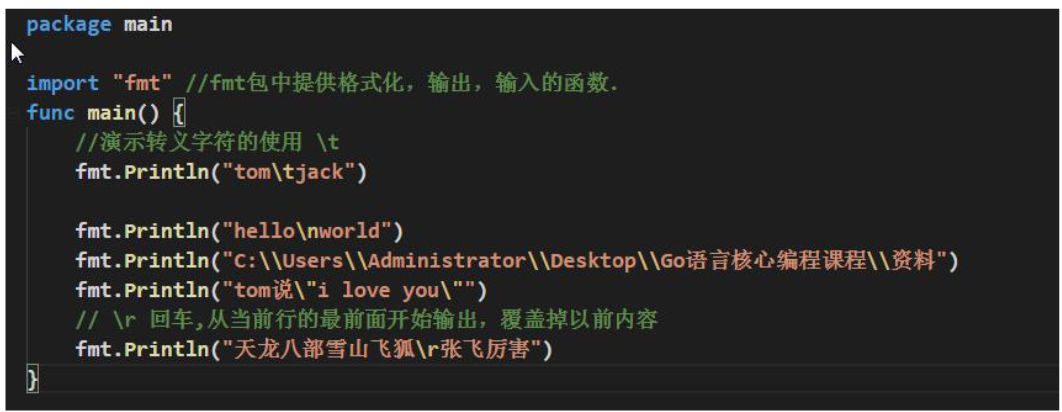 package main
import "fmt" //fmt包中提供格式化，输出，输入的函数.
func main() {
//演示转义字符的使用 \t
fmt.Println("tom\tjack")
fmt.Println("hello\nworld")
fmt.Println("C:\\Users\\Administrator\\Desktop\\Go语言核心编程课程\\资料")
fmt.Println("tom说\"i love you\"")
// \r 回车,从当前行的最前面开始输出，覆盖掉以前内容
fmt.Println("天龙八部雪山飞狐\r张飞厉害")
}